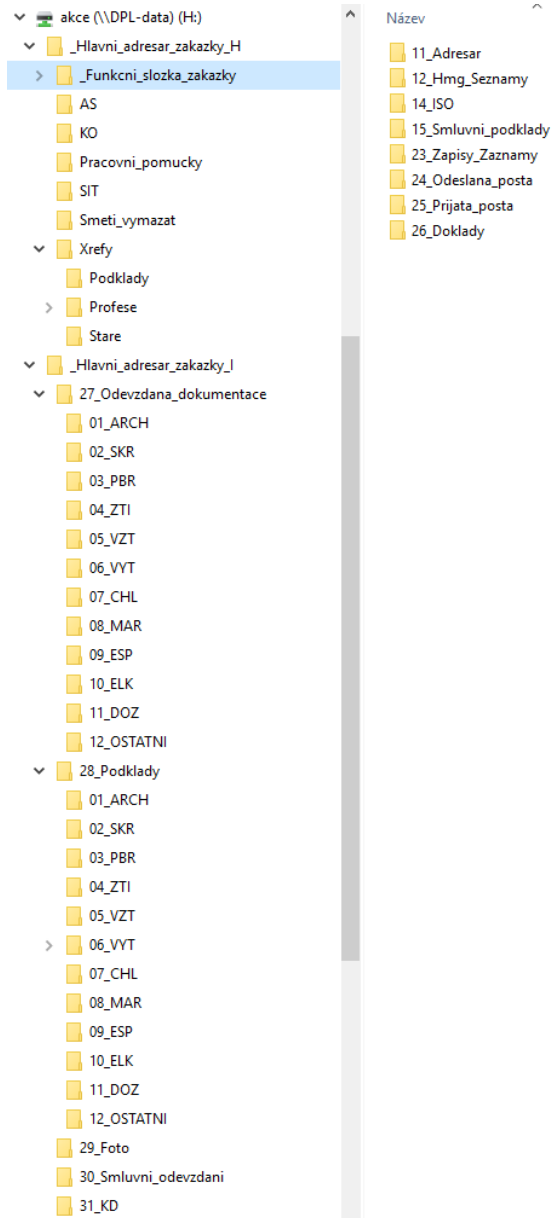 akce (\\DPL-data) (H:)
_Hlavni_adresar_zakazky_H
_Funkcni_slozka_zakazky
AS
KO
Pracovni_pomucky
SIT
Smeti_vymazat
Xrefy
Podklady
Profese
Stare
_Hlavni_adresar_zakazky_I
27_Odevzdana_dokumentace
01_ARCH
02_SKR
03_PBR
04_ZTI
05_VZT
06_VYT
07_CHL
08_MAR
09_ESP
10_ELK
11_DOZ
12_OSTATNI
28_Podklady
01_ARCH
02_SKR
03_PBR
04_ZTI
05_VZT
06_VYT
07_CHL
08_MAR
09_ESP
10_ELK
11_DOZ
12_OSTATNI
29_Foto
30_Smluvni_odevzdani
31_KD
Název
11_Adresar
12_Hmg_Seznamy
14_ISO
15_Smluvni_podklady
23_Zapisy_Zaznamy
24_Odeslana_posta
25_Prijata_posta
26_Doklady